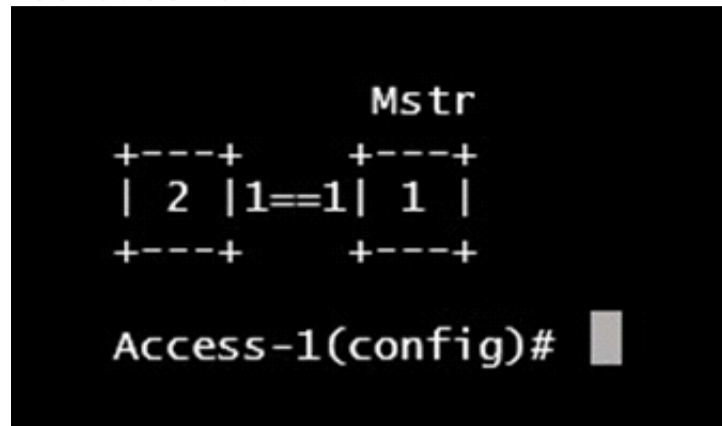 Mstr
+---+ +---+
| 2 |1==1| 1 |
+---+ +---+
Access-1(config)#